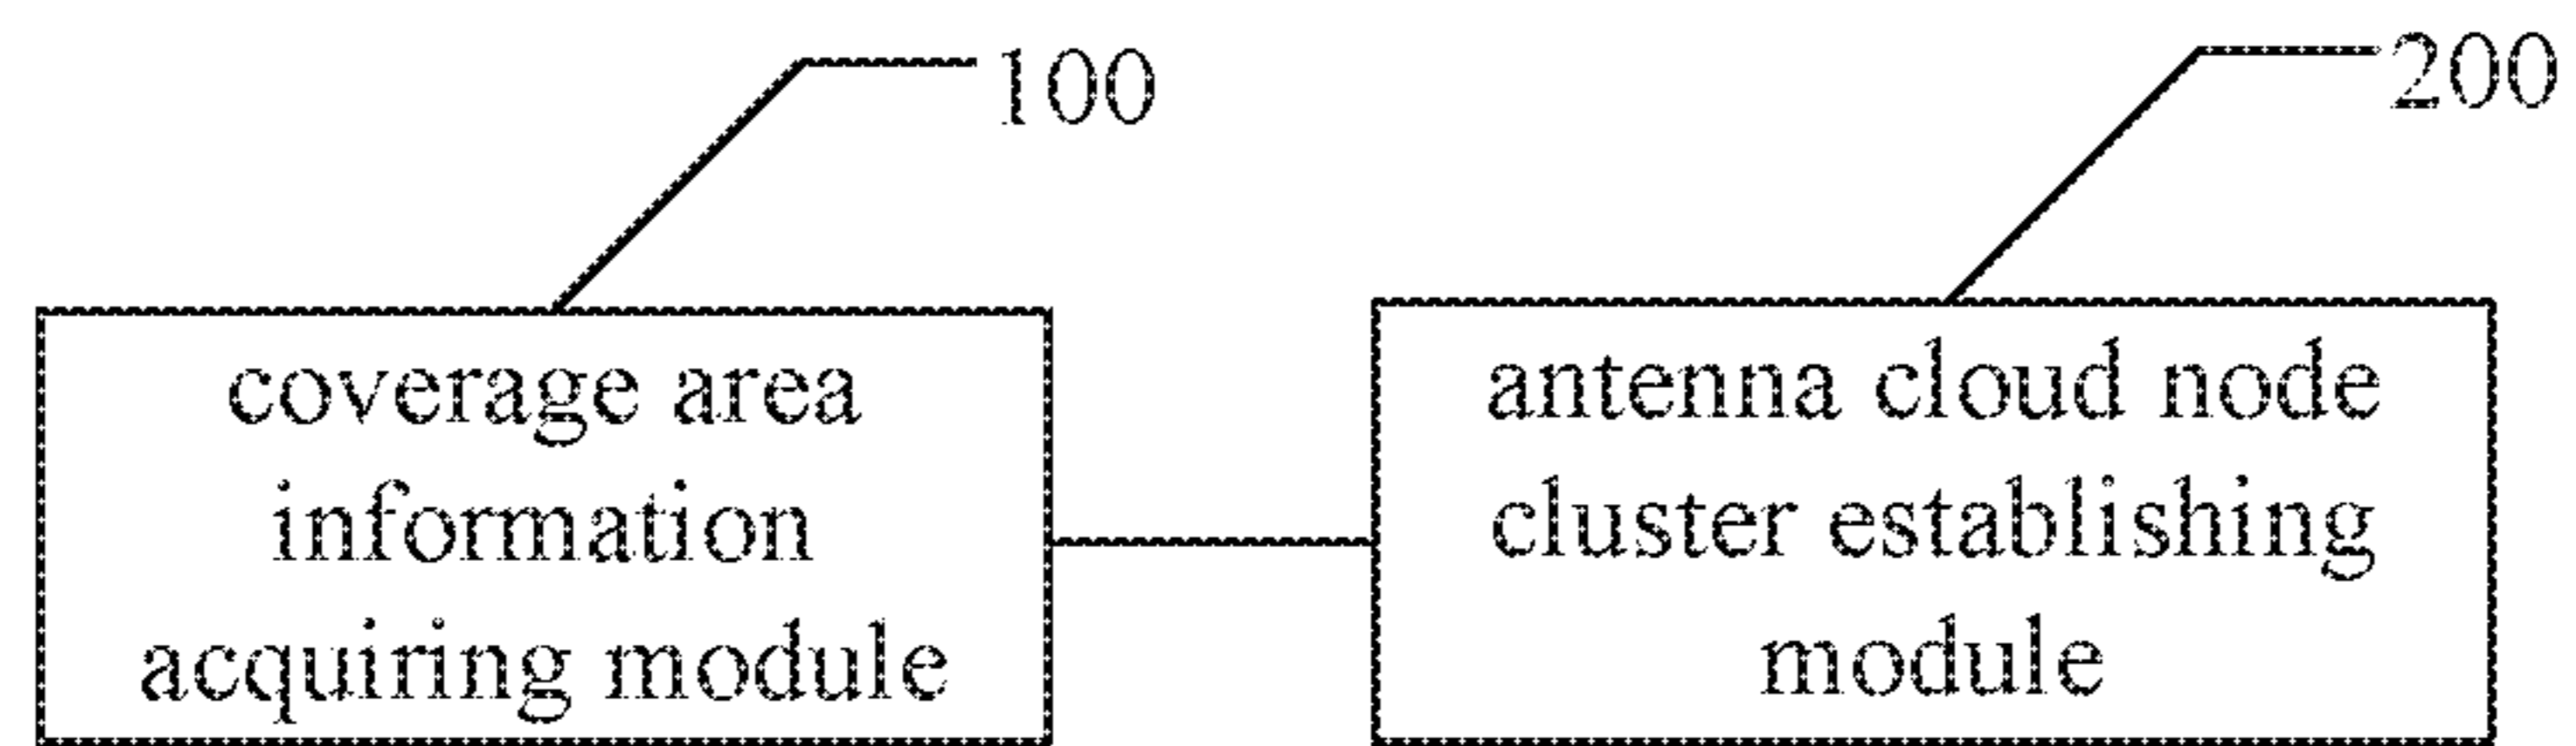 100
200
coverage area
information
acquiring module
antenna cloud node
cluster establishing
module